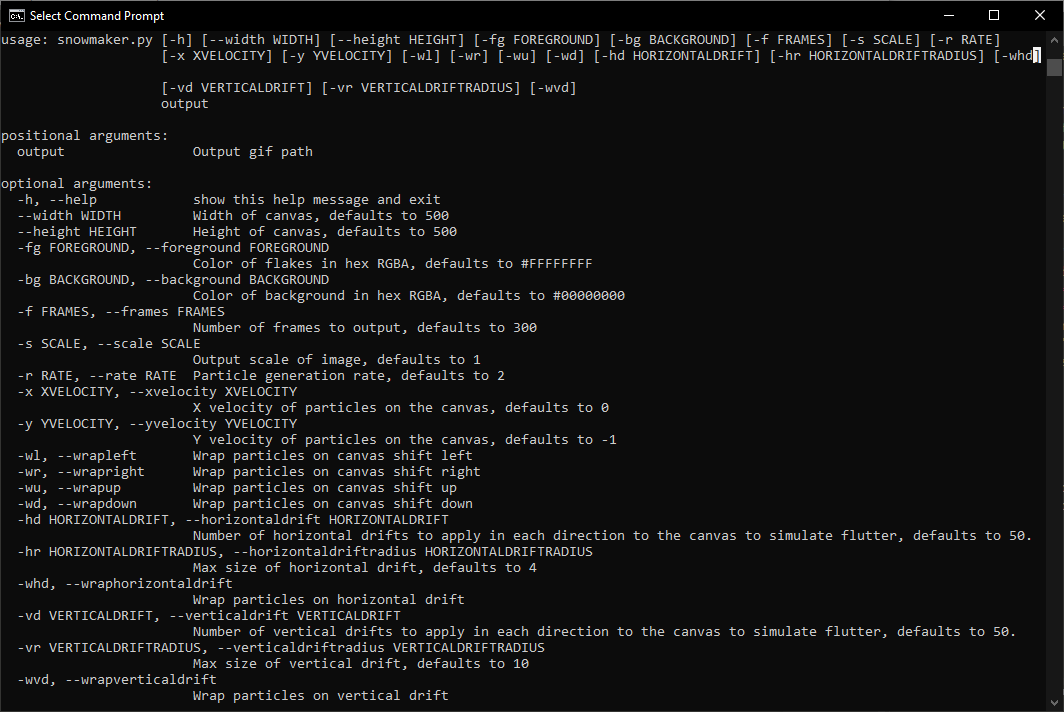 Select Command Prompt
usage: snowmaker.py [-h] [--width WIDTH] [--height HEIGHT] [-fg FOREGROUND] [-bg BACKGROUND] [-f FRAMES] [-s SCALE] [-r RATE]
[-x XVELOCITY] [-y YVELOCITY] [-wl] [-wr] [-wu] [-wd] [-hd HORIZONTALDRIFT] [-hr HORIZONTALDRIFTRADIUS] [-whd]
[-vd VERTICALDRIFT] [-vr VERTICALDRIFTRADIUS] [-wvd]
output
positional arguments:
output Output gif path
optional arguments:
-h, --help show this help message and exit
--width WIDTH Width of canvas, defaults to 500
--height HEIGHT Height of canvas, defaults to 500
-fg FOREGROUND, --foreground FOREGROUND
Color of flakes in hex RGBA, defaults to #FFFFFFFF
-bg BACKGROUND, --background BACKGROUND
Color of background in hex RGBA, defaults to #00000000
-f FRAMES, --frames FRAMES
Number of frames to output, defaults to 300
-s SCALE, --scale SCALE
Output scale of image, defaults to 1
-r RATE, --rate RATE Particle generation rate, defaults to 2
-x XVELOCITY, --xvelocity XVELOCITY
X velocity of particles on the canvas, defaults to 0
-y YVELOCITY, --yvelocity YVELOCITY
Y velocity of particles on the canvas, defaults to -1
-wl, --wrapleft Wrap particles on canvas shift left
-wr, --wrapright Wrap particles on canvas shift right
-wu, --wrapup Wrap particles on canvas shift up
-wd, --wrapdown Wrap particles on canvas shift down
-hd HORIZONTALDRIFT, --horizontaldrift HORIZONTALDRIFT
Number of horizontal drifts to apply in each direction to the canvas to simulate flutter, defaults to 50.
-hr HORIZONTALDRIFTRADIUS, --horizontaldriftradius HORIZONTALDRIFTRADIUS
Max size of horizontal drift, defaults to 4
-whd, --wraphorizontaldrift
Wrap particles on horizontal drift
-vd VERTICALDRIFT, --verticaldrift VERTICALDRIFT
Number of vertical drifts to apply in each direction to the canvas to simulate flutter, defaults to 50.
-vr VERTICALDRIFTRADIUS, --verticaldriftradius VERTICALDRIFTRADIUS
Max size of vertical drift, defaults to 10
-wvd, --wrapverticaldrift
Wrap particles on vertical drift